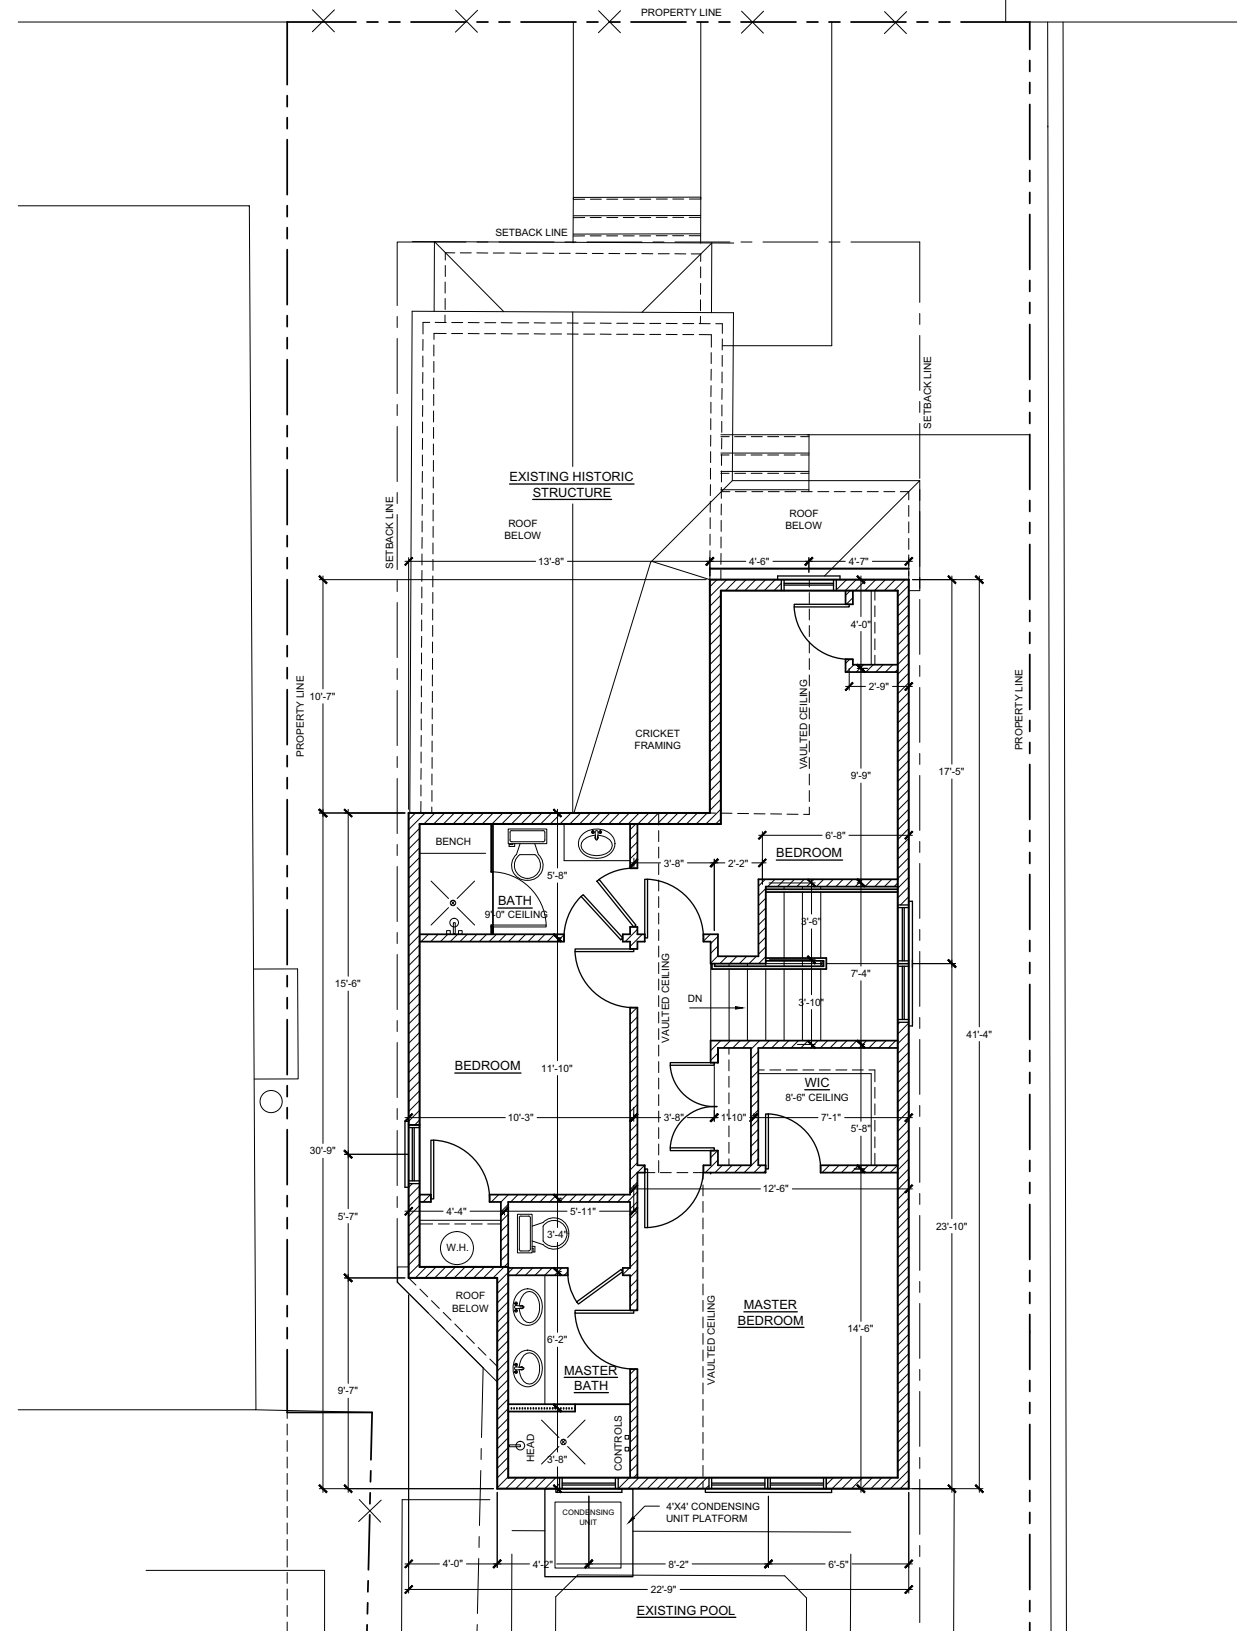 PROPERTY LINE
SETBACK LINE
SETBACK LINE
EXISTING HISTORIC
STRUCTURE
SETBACK LINE
ROOF
BELOW
ROOF
BELOW
13'-8"
4'-6"
4'-7"
4'-0"
2'-9"
PROPERTY LINE
10'-7"
PROPERTY LINE
VAULTED CEILING
CRICKET
FRAMING
9'-9"
17'-5"
6'-8"
BENCH
BEDROOM
3'-8"
2'-2"
5'-8"
BATH
9'-0" CEILING
3'-6"
VAULTED CEILING
7'-4"
15'-6"
DN
3'-10"
41'-4"
BEDROOM
11'-10"
WIC
8'-6" CEILING
10'-3"
3'-8"
1'-10"
7'-1"
5'-8"
30'-9"
12'-6"
4'-4"
5'-11"
5'-7"
23'-10"
3'-4"
W.H.
ROOF
BELOW
MASTER
BEDROOM
VAULTED CEILING
14'-6"
6'-2"
MASTER
BATH
9'-7"
HEAD
CONTROLS
3'-8"
CONDENSING
UNIT
4'X4' CONDENSING
UNIT PLATFORM
4'-0"
4'-2"
8'-2"
6'-5"
22'-9"
EXISTING POOL